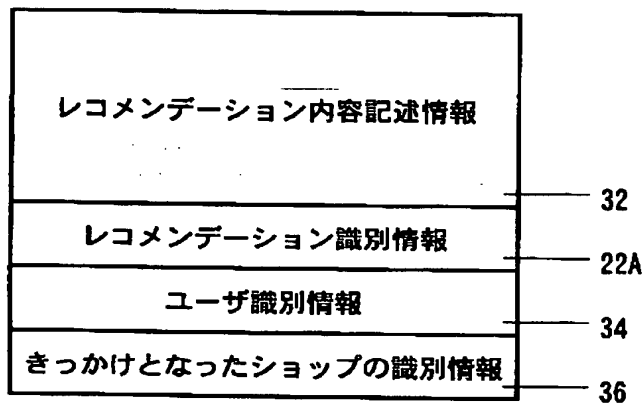 レコメンデーション内容記述情報
32
レコメンデーション識別情報
22A
ユーザ識別情報
34
きっかけとなったショップの識別情報
36